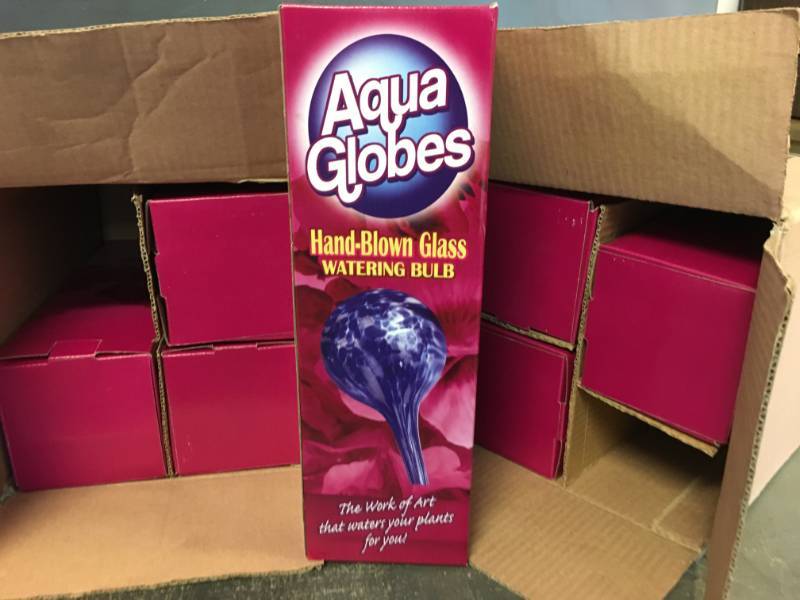 Aqua
Globes
Hand-Blown Glass
WATERING BULB
The Work of Art
that waters your plants
for you!